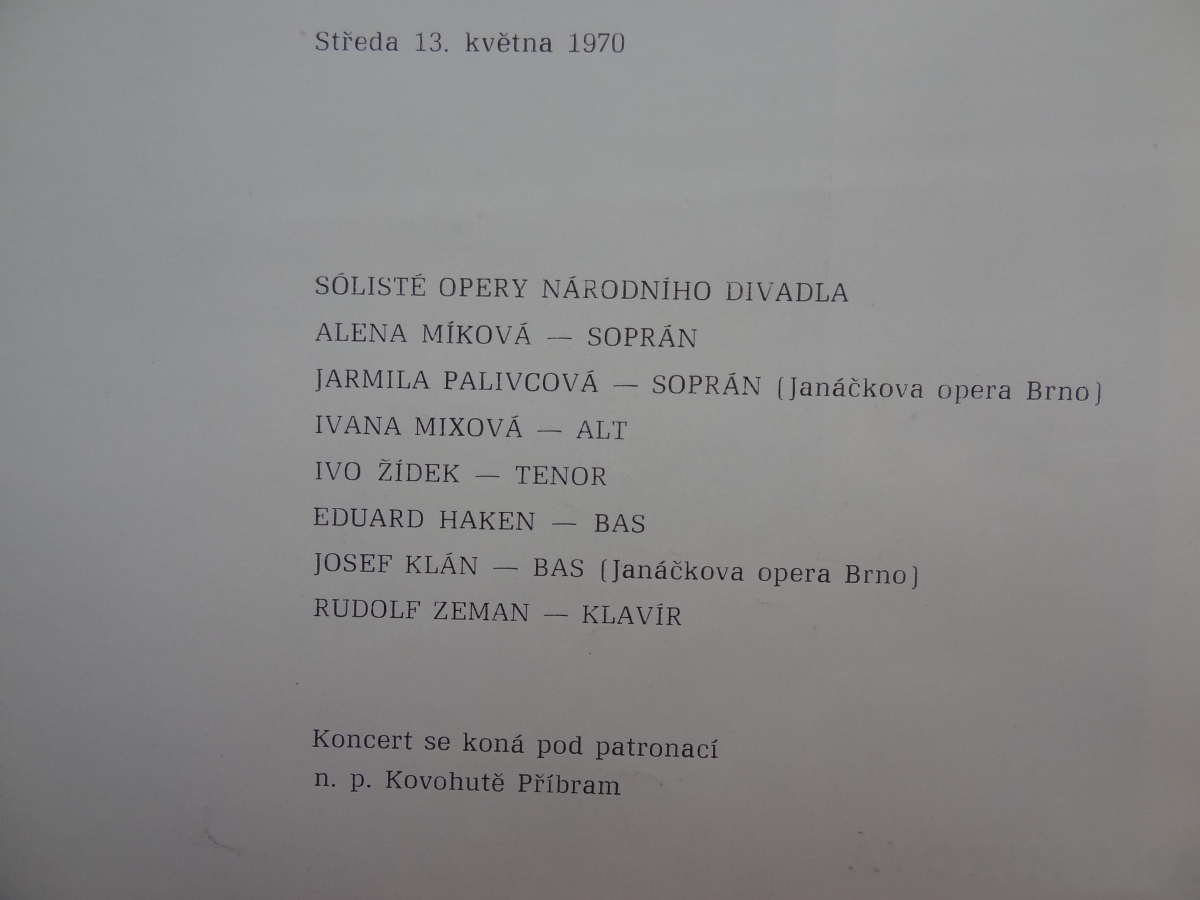 Středa 13. května 1970
SÓLISTÉ OPERY NÁRODNÍHO DIVADLA
ALENA MÍKOVÁ — SOPRÁN
JARMILA PALIVCOVÁ — SOPRÁN (Janáčkova opera Brno)
IVANA MIXOVÁ — ALT
IVO ŽÍDEK — TENOR
EDUARD HAKEN — BAS
JOSEF KLÁN — BAS (Janáčkova opera Brno)
RUDOLF ZEMAN — KLAVÍR
Koncert se koná pod patronací
n. p. Kovohutě Příbram